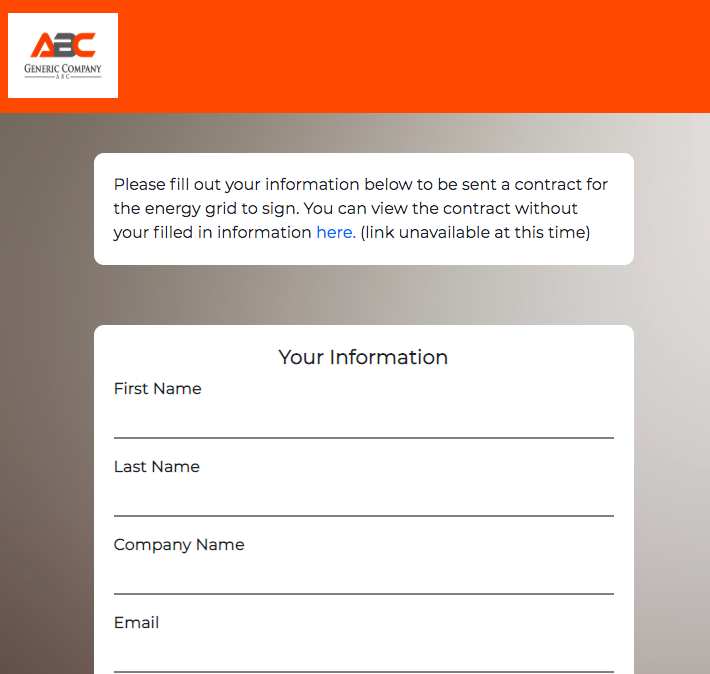 ABC
GENERIC COMPANY
ABC
Please fill out your information below to be sent a contract for
the energy grid to sign. You can view the contract without
your filled in information here. (link unavailable at this time)
Your Information
First Name
Last Name
Company Name
Email